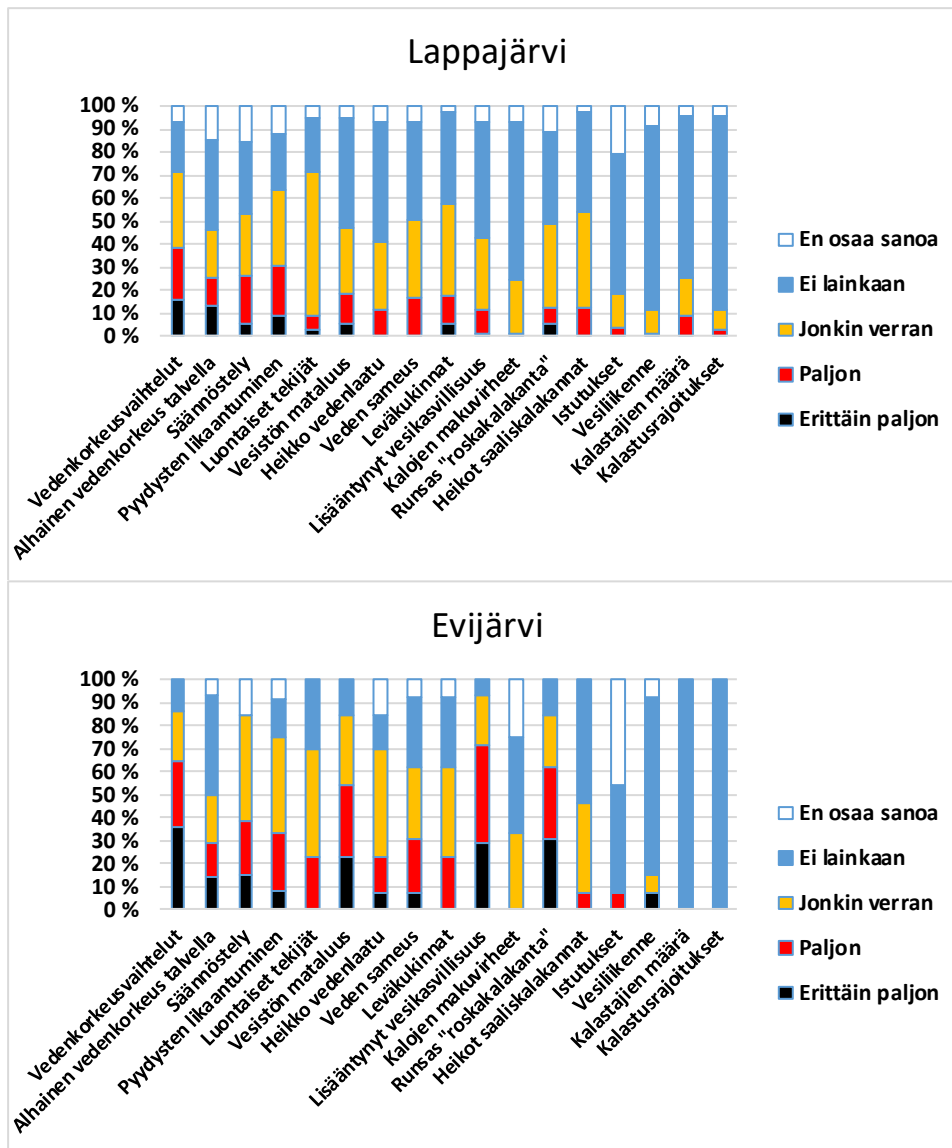 Lappajärvi
100 %
90 %
80 %
70 %
60 %
50 %
40 %
30 %
20 %
10 %
0 %
Vedenkorkeusvaihtelut
Alhainen vedenkorkeus talvella
Säännöstely
Pyydysten likaantuminen
Luontaiset tekijät
Vesistön mataluus
Heikko vedenlaatu
Veden sameus
Leväkukinnat
Lisääntynyt vesikasvillisuus
Kalojen makuvirheet
Runsas "roskakalakanta"
Heikot saaliskalakannat
Istutukset
Vesiliikenne
Kalastajien määrä
Kalastusrajoitukset
En osaa sanoa
Ei lainkaan
Jonkin verran
Paljon
Erittäin paljon
Evijärvi
100 %
90 %
80 %
70 %
60 %
50 %
40 %
30 %
20 %
10 %
0 %
Vedenkorkeusvaihtelut
Alhainen vedenkorkeus talvella
Säännöstely
Pyydysten likaantuminen
Luontaiset tekijät
Vesistön mataluus
Heikko vedenlaatu
Veden sameus
Leväkukinnat
Lisääntynyt vesikasvillisuus
Kalojen makuvirheet
Runsas "roskakalakanta"
Heikot saaliskalakannat
Istutukset
Vesiliikenne
Kalastajien määrä
Kalastusrajoitukset
En osaa sanoa
Ei lainkaan
Jonkin verran
Paljon
Erittäin paljon